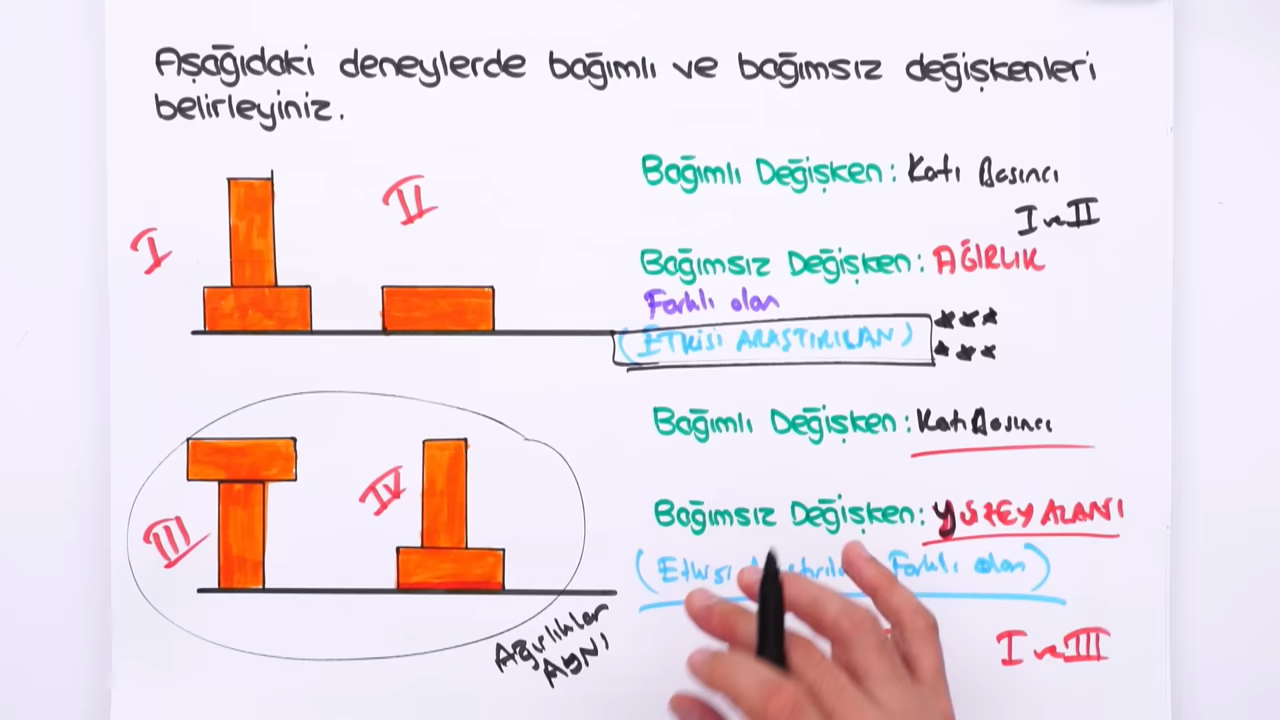 Aşağıdaki deneylerde bağımlı ve bağımsız değişkenleri
belirleyiniz.
I
II
Bağımlı Değişken: Katı Basıncı
I ve II
Bağımsız Değişken: AĞIRLIK
Farklı olan
(ETKİSİ ARAŞTIRILAN)
III
IV
Ağırlıklar
AYNI
Bağımlı Değişken: Katı Basıncı
Bağımsız Değişken: YÜZEY ALANI
(Etkisi Farklı olan)
I ve III